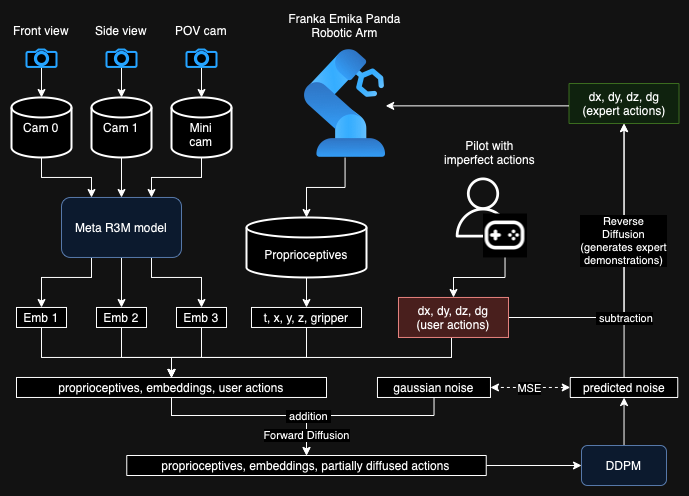 Front view
Side view
POV cam
Franka Emika Panda
Robotic Arm
Cam 0
Cam 1
Mini
cam
dx, dy, dz, dg
(expert actions)
Pilot with
imperfect actions
Meta R3M model
Proprioceptives
Reverse
Diffusion
(generates expert
demonstrations)
Emb 1
Emb 2
Emb 3
t, x, y, z, gripper
dx, dy, dz, dg
(user actions)
subtraction
proprioceptives, embeddings, user actions
gaussian noise
MSE
predicted noise
addition
Forward Diffusion
proprioceptives, embeddings, partially diffused actions
DDPM